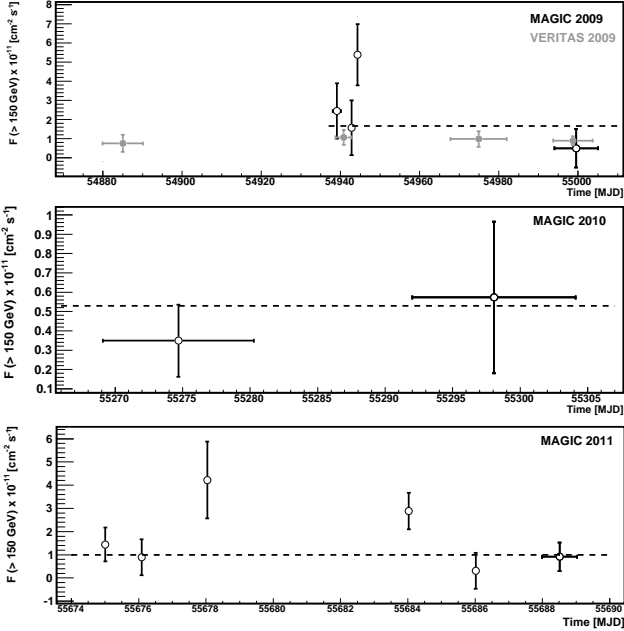 8
7
6
5
4
3
2
1
0
F (> 150 GeV) x 10⁻¹¹ [cm⁻² s⁻¹]
MAGIC 2009
VERITAS 2009
54880 54900 54920 54940 54960 54980 55000
Time [MJD]
1
0.9
0.8
0.7
0.6
0.5
0.4
0.3
0.2
0.1
F (> 150 GeV) x 10⁻¹¹ [cm⁻² s⁻¹]
MAGIC 2010
55270 55275 55280 55285 55290 55295 55300 55305
Time [MJD]
6
5
4
3
2
1
0
-1
F (> 150 GeV) x 10⁻¹¹ [cm⁻² s⁻¹]
MAGIC 2011
55674 55676 55678 55680 55682 55684 55686 55688 55690
Time [MJD]